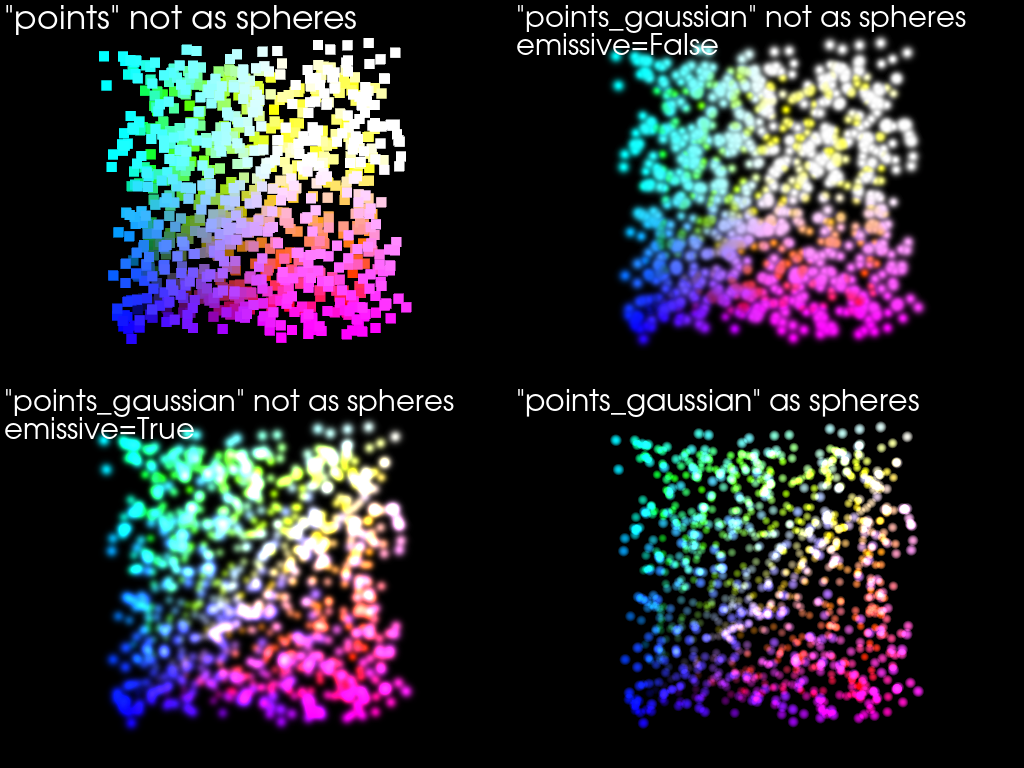 "points" not as spheres
"points_gaussian" not as spheres
emissive=False
"points_gaussian" not as spheres
emissive=True
"points_gaussian" as spheres